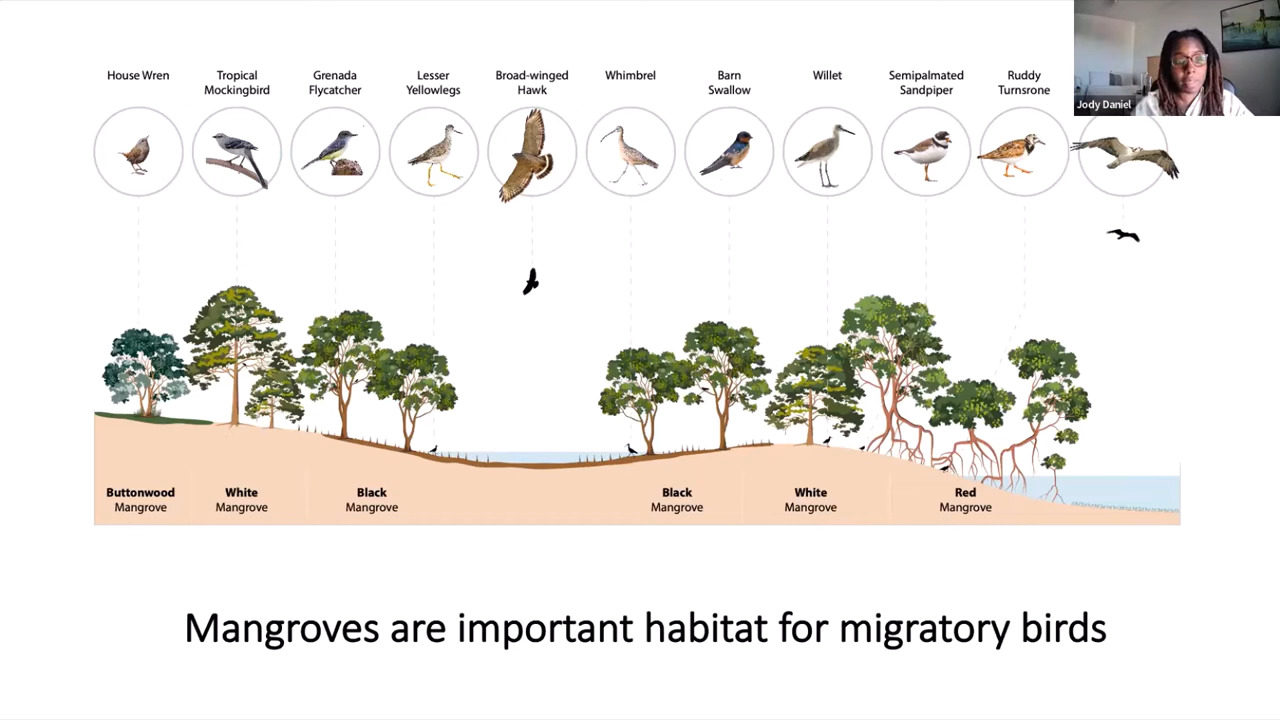 House Wren
Tropical
Mockingbird
Grenada
Flycatcher
Lesser
Yellowlegs
Broad-winged
Hawk
Whimbrel
Barn
Swallow
Willet
Semipalmated
Sandpiper
Ruddy
Turnsrone
Jody Daniel
Buttonwood
Mangrove
White
Mangrove
Black
Mangrove
Black
Mangrove
White
Mangrove
Red
Mangrove
Mangroves are important habitat for migratory birds